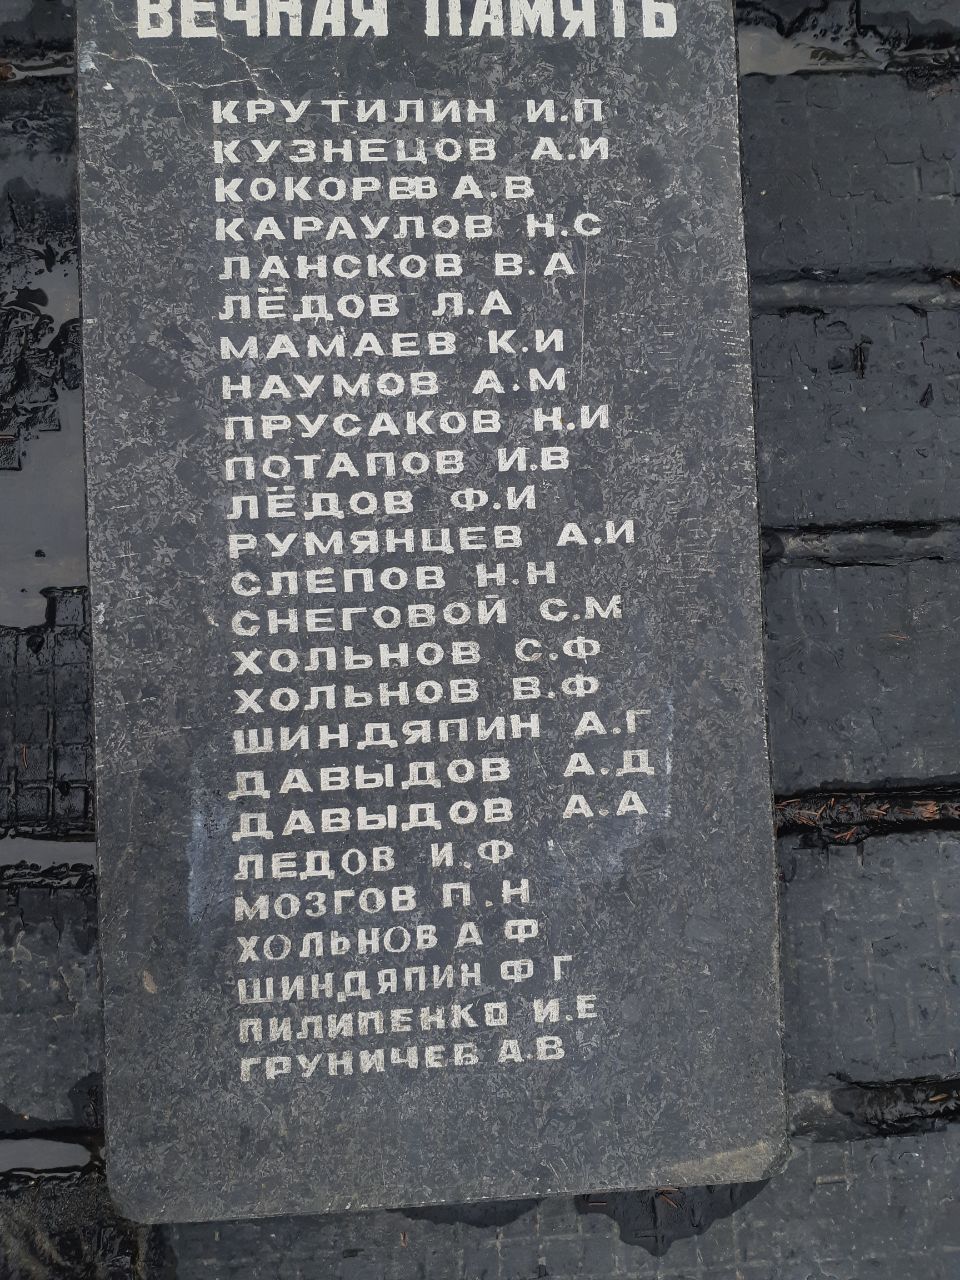 ВЕЧНАЯ ПАМЯТЬ
КРУТИЛИН И.П
КУЗНЕЦОВ А.И
КОКОРЕВ А.В
КАРАУЛОВ Н.С
ЛАНСКОВ В.А
ЛЁДОВ Л.А
МАМАЕВ К.И
НАУМОВ А.М
ПРУСАКОВ Н.И
ПОТАПОВ И.В
ЛЁДОВ Ф.И
РУМЯНЦЕВ А.И
СЛЕПОВ Н.Н
СНЕГОВОЙ С.М
ХОЛЬНОВ С.Ф
ХОЛЬНОВ В.Ф
ШИНДЯПИН А.Г
ДАВЫДОВ А.Д
ДАВЫДОВ А.А
ЛЕДОВ И.Ф
МОЗГОВ П.Н
ХОЛЬНОВ А Ф
ШИНДЯПИН Ф Г
ПИЛИПЕНКО И.Е
ГРУНИЧЕВ А.В